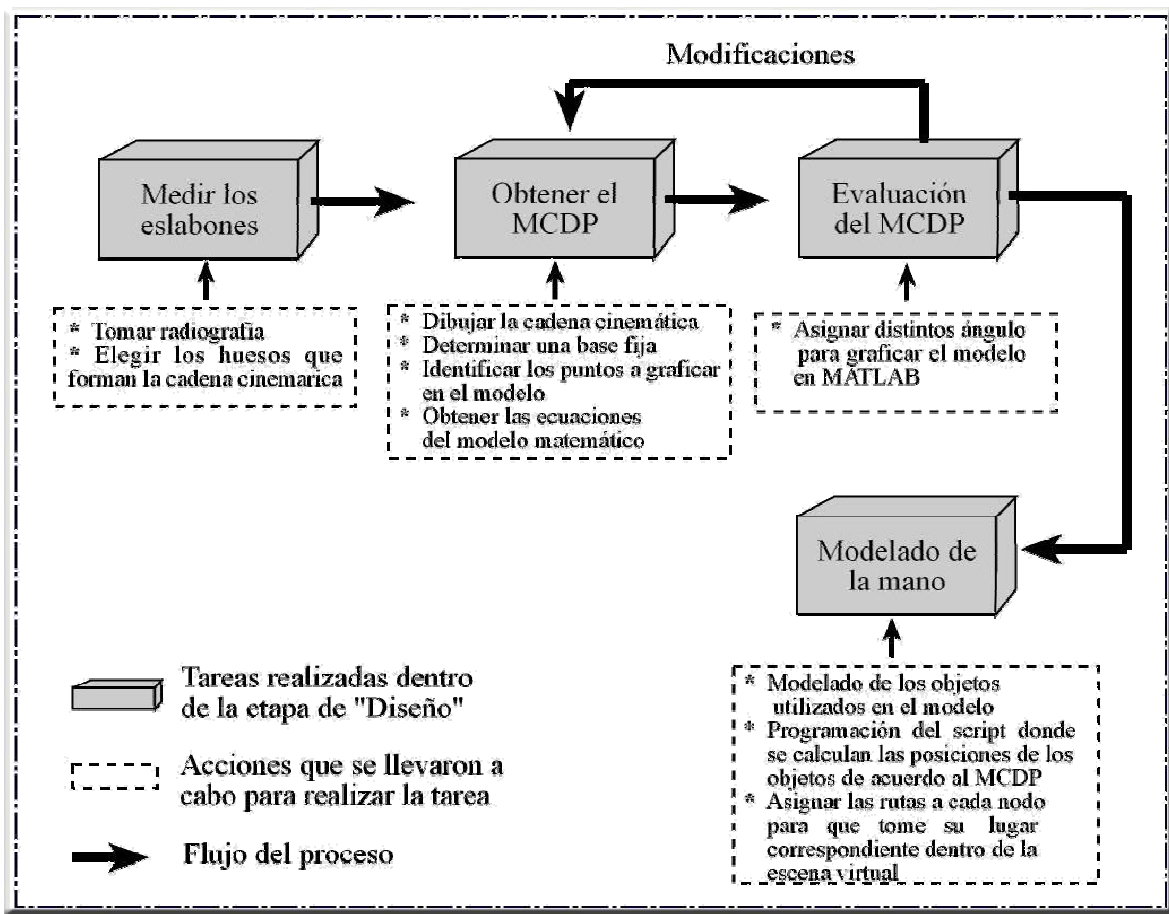 Modificaciones
Medir los
eslabones
Obtener el
MCDP
Evaluación
del MCDP
* Tomar radiografia
* Elegir los huesos que
forman la cadena cinemarica
* Dibujar la cadena cinemática
* Determinar una base fija
* Identificar los puntos a graficar
en el modelo
* Obtener las ecuaciones
del modelo matemático
* Asignar distintos ángulo
para graficar el modelo
en MATLAB
Modelado de
la mano
* Modelado de los objetos
utilizados en el modelo
* Programación del script donde
se calculan las posiciones de los
objetos de acuerdo al MCDP
* Asignar las rutas a cada nodo
para que tome su lugar
correspondiente dentro de la
escena virtual
Tareas realizadas dentro
de la etapa de "Diseño"
Acciones que se llevaron a
cabo para realizar la tarea
Flujo del proceso